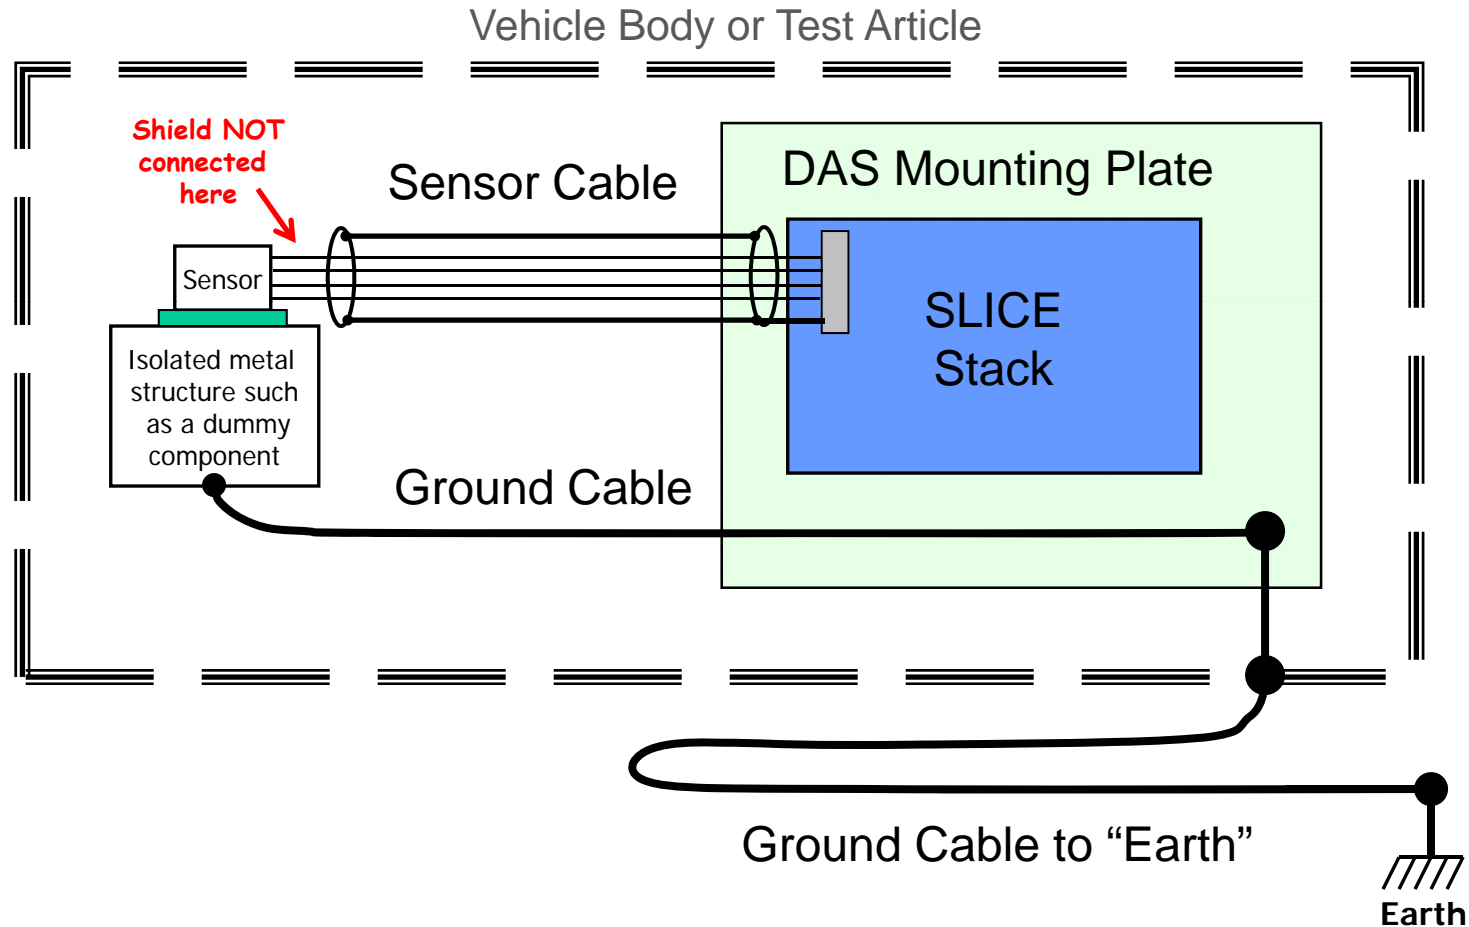 Vehicle Body or Test Article
Shield NOT
connected
here
Sensor Cable
DAS Mounting Plate
Sensor
SLICE
Stack
Isolated metal
structure such
as a dummy
component
Ground Cable
Ground Cable to “Earth”
Earth